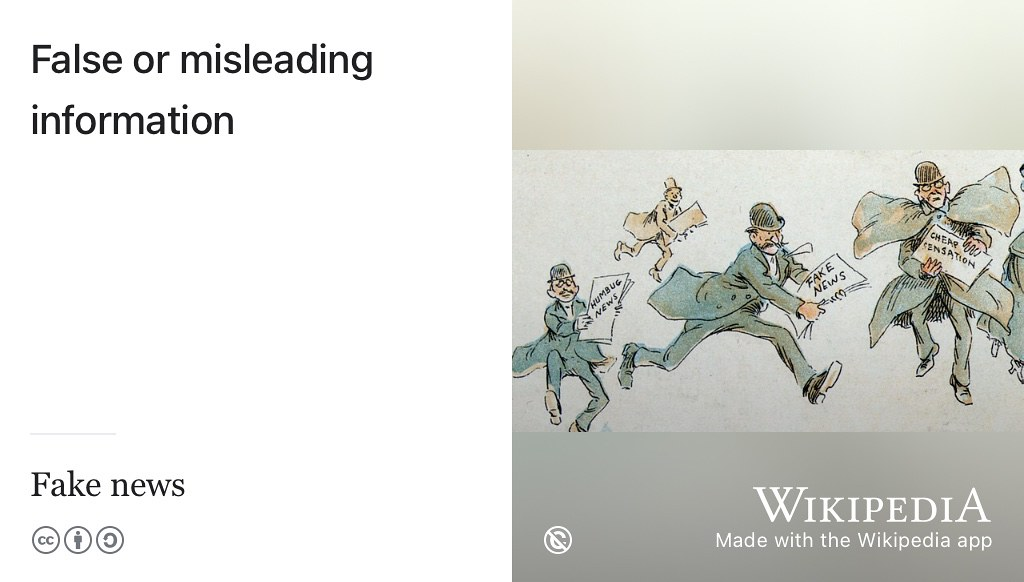 False or misleading
information
Fake news
HUMBUG
NEWS
FAKE
NEWS
CHEAP
SENSATION
WIKIPEDIA
Made with the Wikipedia app